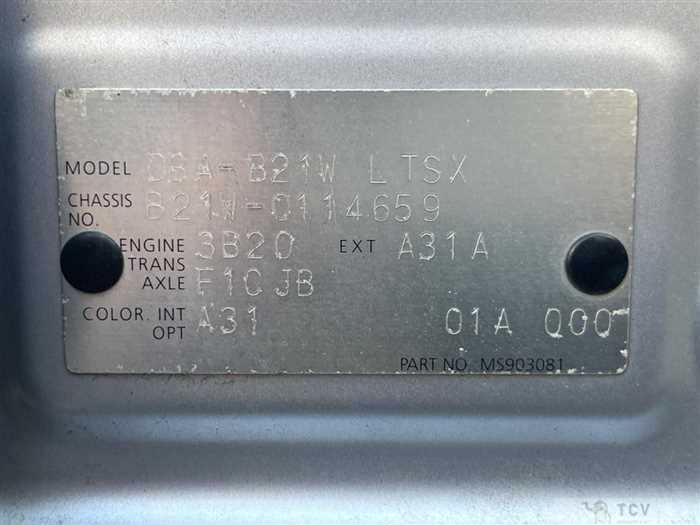 MODEL DBA-B21W LTSX
CHASSIS NO. B21W-0114659
ENGINE 3B20 EXT A31A
TRANS AXLE F1CJB
COLOR. INT OPT A31 01A Q00
PART NO. MS903081
TCV